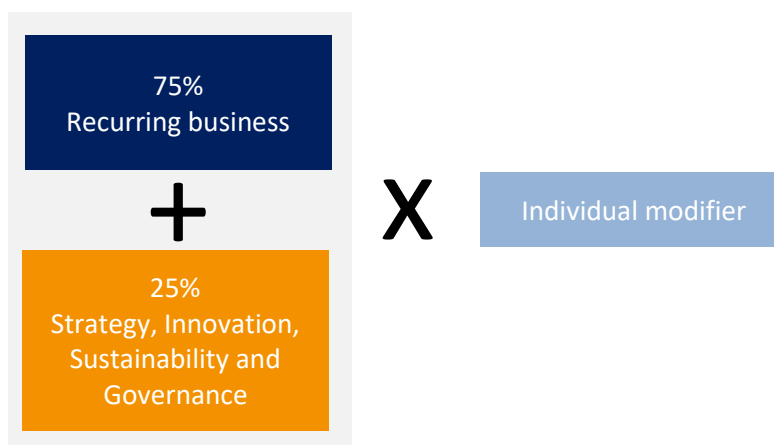 75%
Recurring business
+
X
Individual modifier
25%
Strategy, Innovation,
Sustainability and
Governance